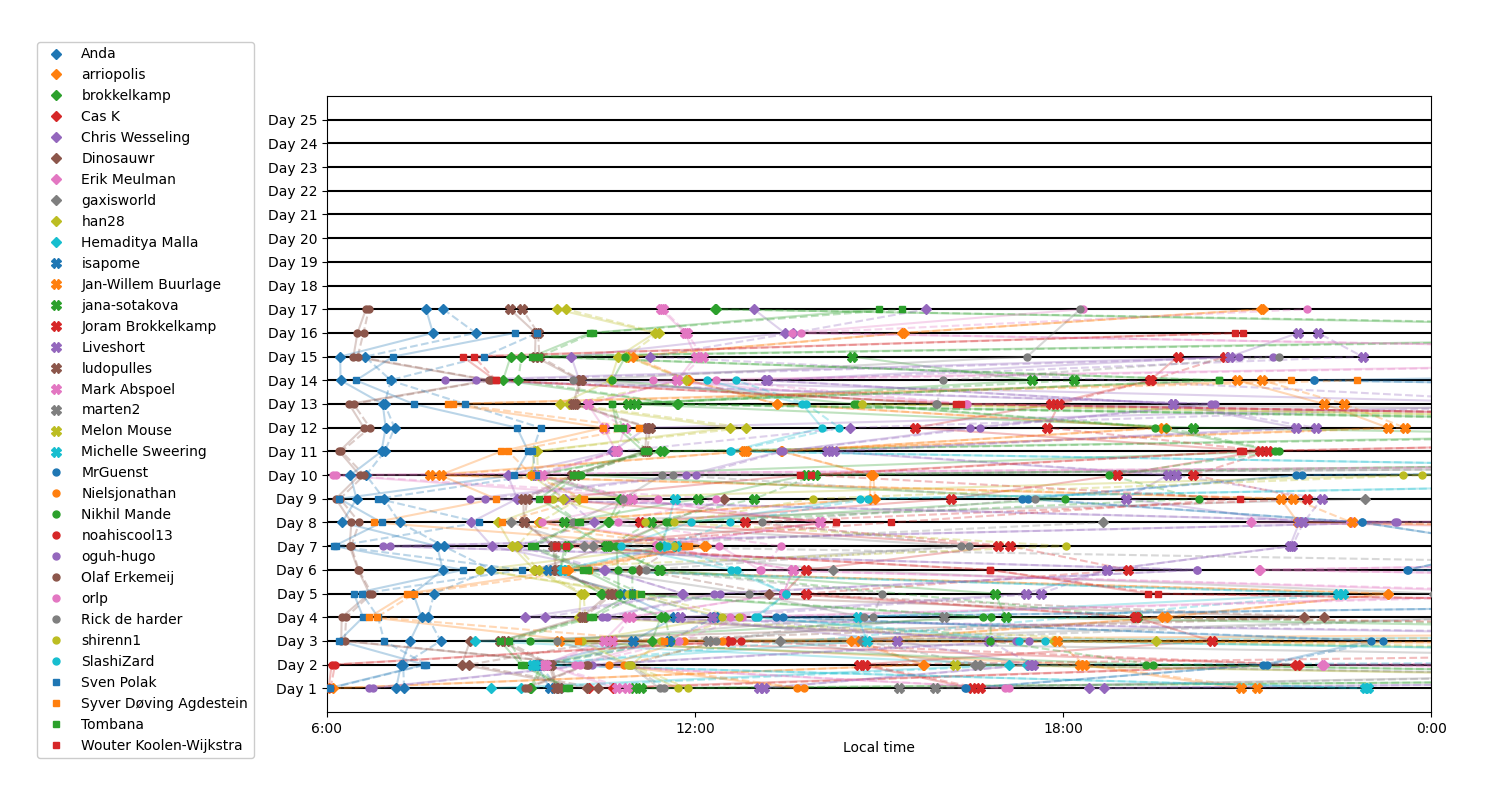 Anda
arriopolis
brokkelkamp
Cas K
Chris Wesseling
Dinosauwr
Erik Meulman
gaxisworld
han28
Hemaditya Malla
isapome
Jan-Willem Buurlage
jana-sotakova
Joram Brokkelkamp
Liveshort
ludopulles
Mark Abspoel
marten2
Melon Mouse
Michelle Sweering
MrGuenst
Nielsjonathan
Nikhil Mande
noahiscool13
oguh-hugo
Olaf Erkemeij
orlp
Rick de harder
shirenn1
SlashiZard
Sven Polak
Syver Døving Agdestein
Tombana
Wouter Koolen-Wijkstra
Day 25
Day 24
Day 23
Day 22
Day 21
Day 20
Day 19
Day 18
Day 17
Day 16
Day 15
Day 14
Day 13
Day 12
Day 11
Day 10
Day 9
Day 8
Day 7
Day 6
Day 5
Day 4
Day 3
Day 2
Day 1
6:00 12:00 18:00 0:00
Local time